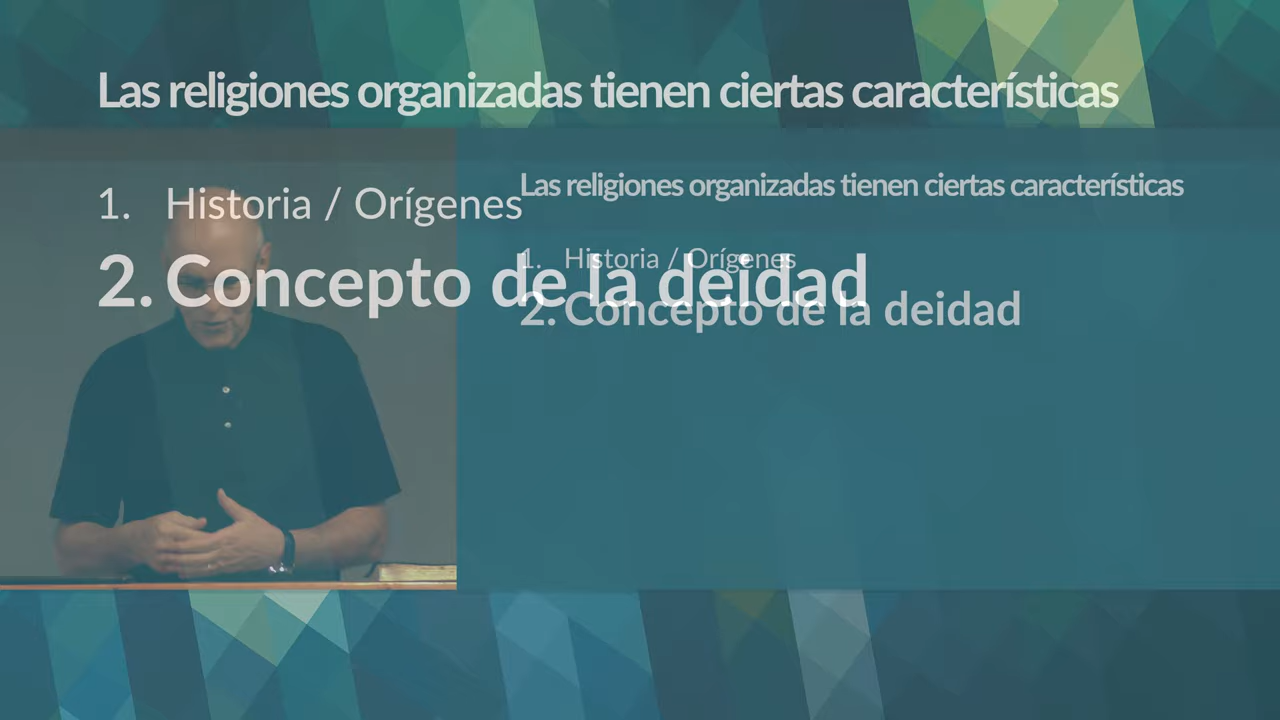 Las religiones organizadas tienen ciertas características
1. Historia / Orígenes
2. Concepto de la deidad
Las religiones organizadas tienen ciertas características
1. Historia / Orígenes
2. Concepto de la deidad